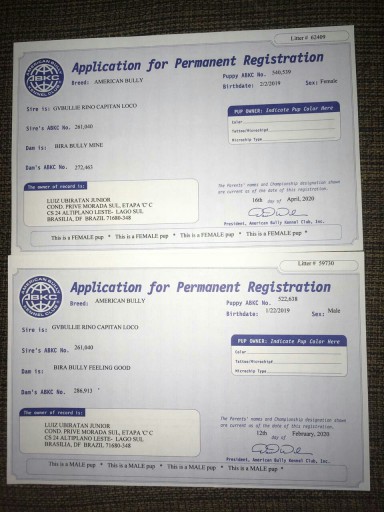 Litter # 62409
Application for Permanent Registration
Breed: AMERICAN BULLY
Puppy ABKC No. 340,539
Birthdate: 2/2/2019 Sex: Female
ABKC
Sire is: GVBULLIE RINO CAPITAN LOCO
Sire's ABKC No. 261,040
Dam is: BIRA BULLY MINE
Dam's ABKC No. 272,463
PUP OWNER: Indicate Pup Color Here
Color
Tattoo/Microchip#
Microchip Type
The owner of record is:
LUIZ UBIRATAN JUNIOR
COND. PRIVE MORADA SUL, ETAPA 'C' C
CS 24 ALTIPLANO LESTE- LAGO SUL
BRASILIA, DF BRAZIL 71680-348
The Parents' names and Championship designation shown
are current as of the date of this registration.
16th day of April, 2020
President, American Bully Kennel Club, Inc.
This is a FEMALE pup * This is a FEMALE pup * This is a FEMALE pup * This is a FEMALE pup *
Litter # 59730
Application for Permanent Registration
Breed: AMERICAN BULLY
Puppy ABKC No. 522,638
Birthdate: 1/22/2019 Sex: Male
ABKC
Sire is: GVBULLIE RINO CAPITAN LOCO
Sire's ABKC No. 261,040
Dam is: BIRA BULLY FEELING GOOD
Dam's ABKC No. 286,913
PUP OWNER: Indicate Pup Color Here
Color
Tattoo/Microchip#
Microchip Type
The owner of record is:
LUIZ UBIRATAN JUNIOR
COND. PRIVE MORADA SUL, ETAPA 'C' C
CS 24 ALTIPLANO LESTE- LAGO SUL
BRASILIA, DF BRAZIL 71680-348
The Parents' names and Championship designation shown
are current as of the date of this registration.
12th day of February, 2020
President, American Bully Kennel Club, Inc.
This is a MALE pup * This is a MALE pup * This is a MALE pup * This is a MALE pup *